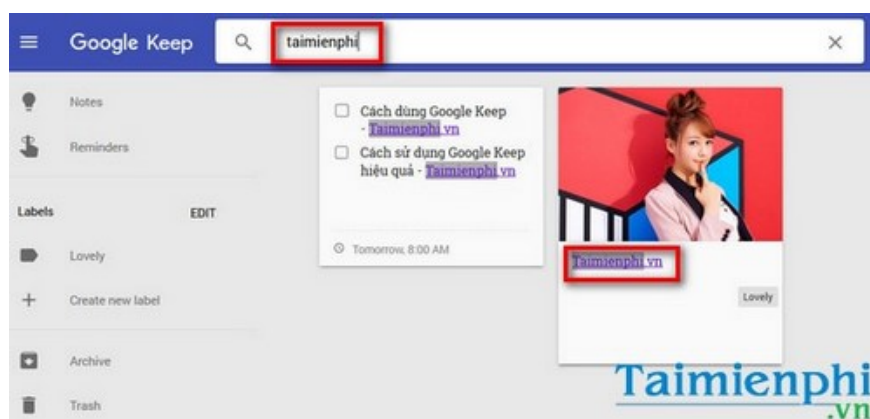 Google Keep
taimienphi
Notes
Reminders
Labels
EDIT
Lovely
Create new label
Archive
Trash
Cách dùng Google Keep
- Taimienphi.vn
Cách sử dụng Google Keep
hiệu quả - Taimienphi.vn
Tomorrow, 8:00 AM
Taimienphi.vn
Lovely
Taimienphi
.vn